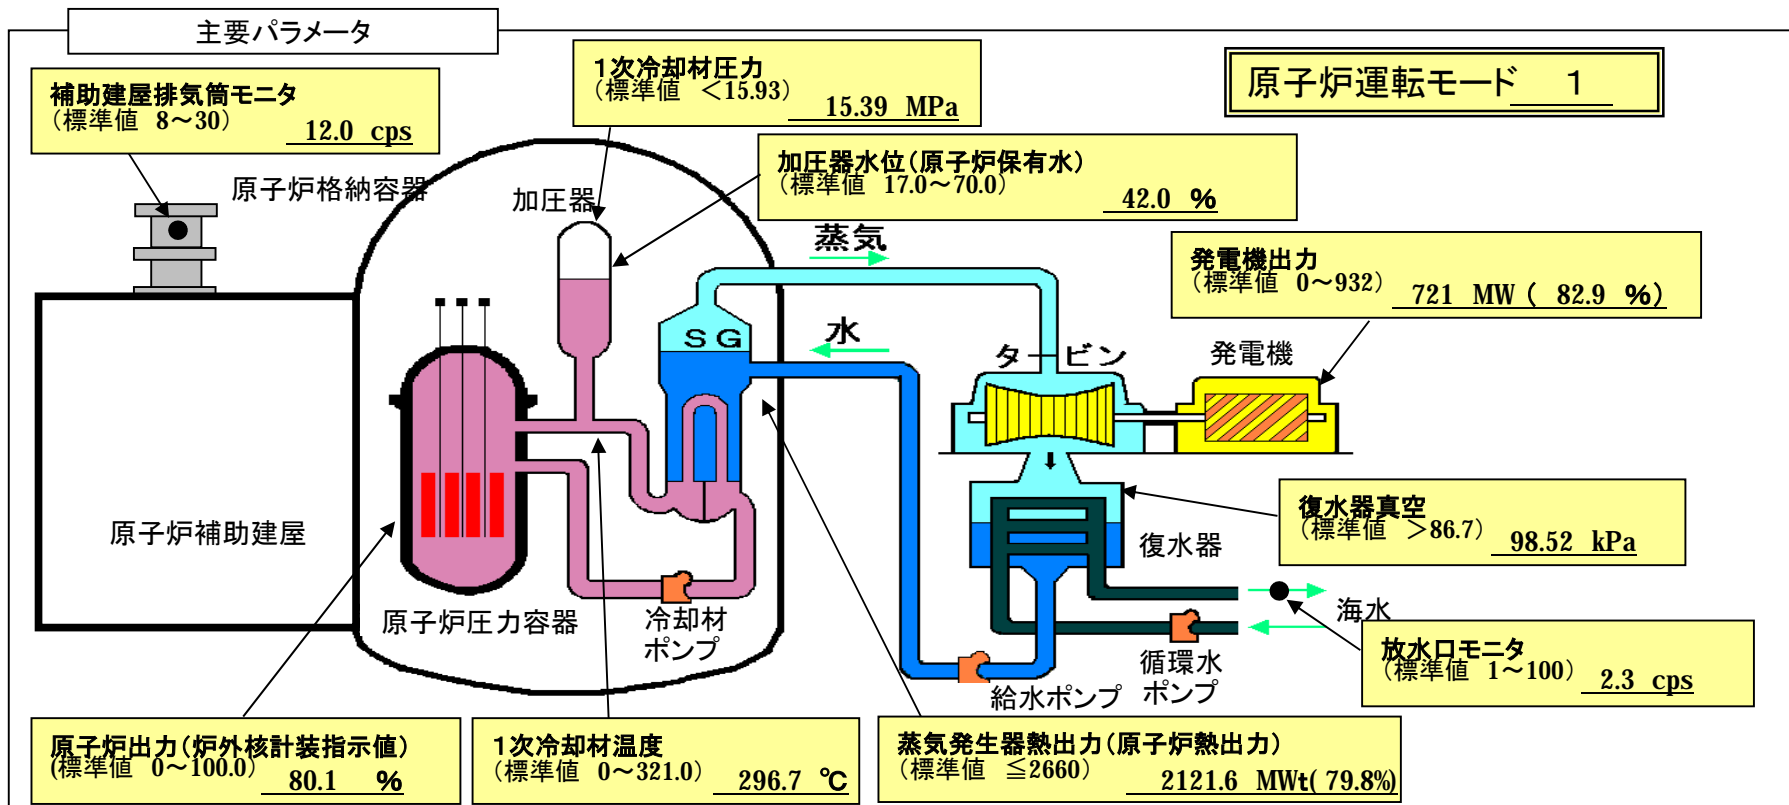 主要パラメータ
1次冷却材圧力
(標準値 <15.93)
15.39 MPa
原子炉運転モード 1
補助建屋排気筒モニタ
(標準値 8～30)
12.0 cps
加圧器水位(原子炉保有水)
(標準値 17.0～70.0)
42.0 %
原子炉格納容器
加圧器
蒸気
発電機出力
(標準値 0～932)
721 MW ( 82.9 %)
SG
水
タービン
発電機
復水器真空
(標準値 >86.7)
98.52 kPa
原子炉補助建屋
復水器
原子炉圧力容器
冷却材
ポンプ
海水
循環水
ポンプ
給水ポンプ
放水口モニタ
(標準値 1～100)
2.3 cps
原子炉出力(炉外核計装指示値)
(標準値 0～100.0)
80.1 %
1次冷却材温度
(標準値 0～321.0)
296.7 ℃
蒸気発生器熱出力(原子炉熱出力)
(標準値 ≦2660)
2121.6 MWt( 79.8%)